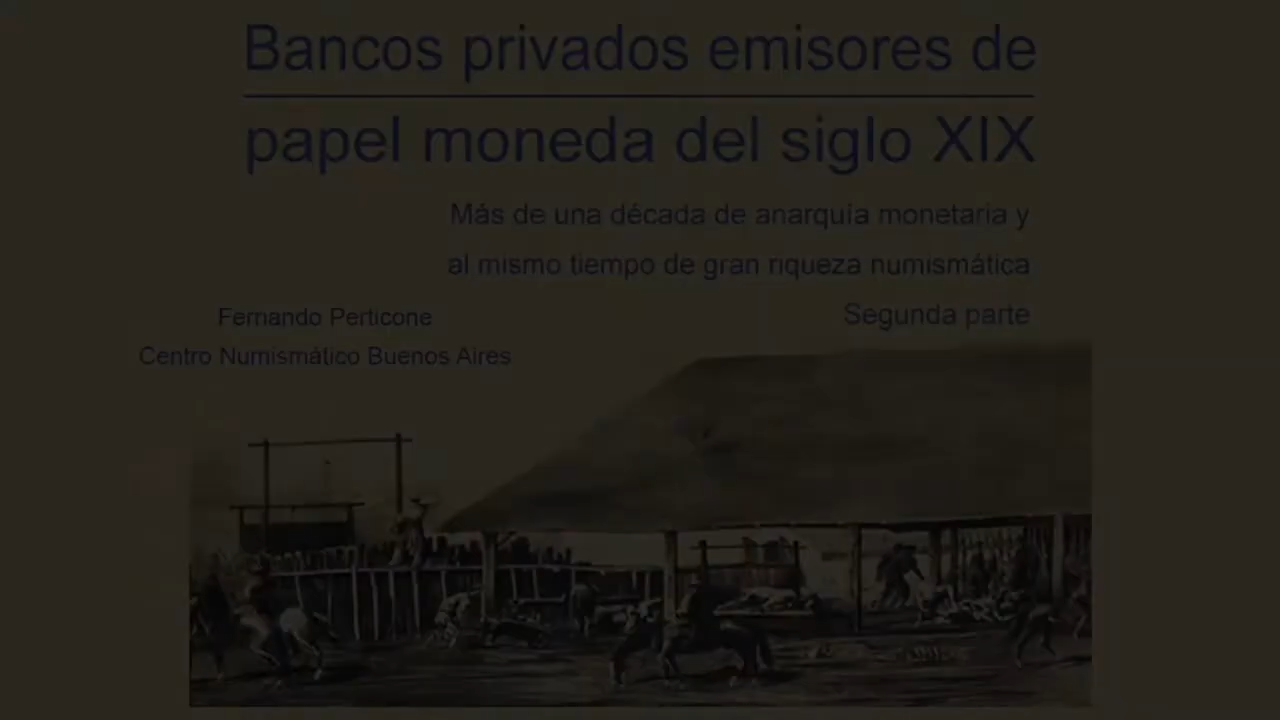 Bancos privados emisores de
papel moneda del siglo XIX
Más de una década de anarquía monetaria y
al mismo tiempo de gran riqueza numismática
Segunda parte
Fernando Perticone
Centro Numismático Buenos Aires